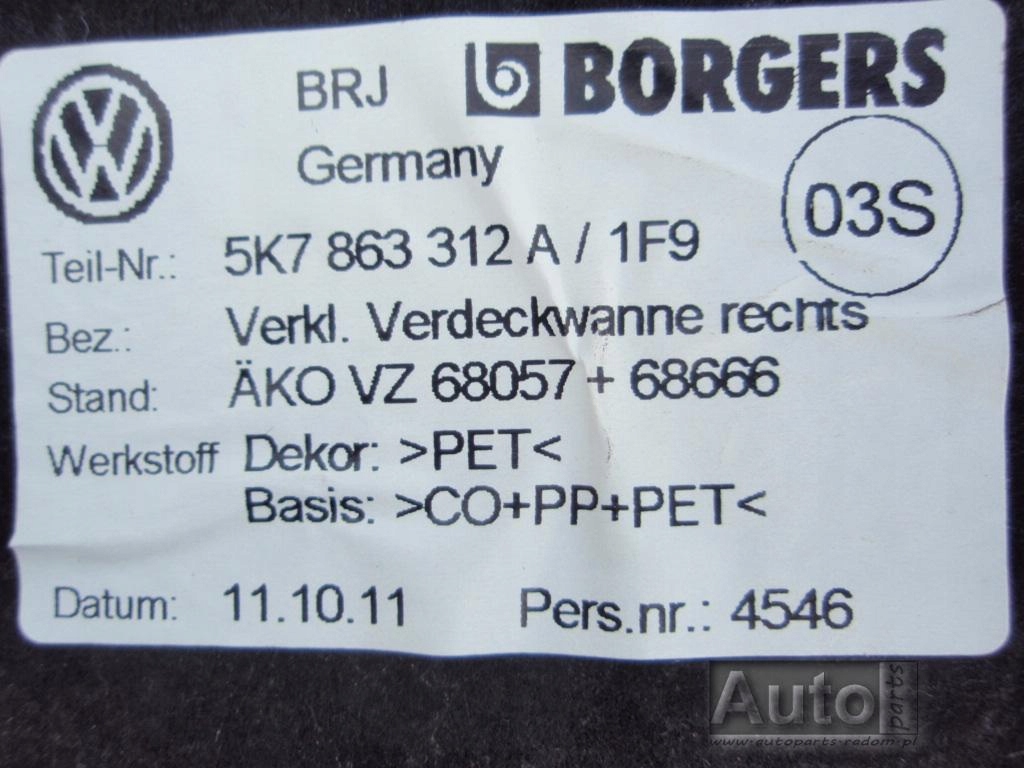 BRJ BORGERS
Germany
03S
Teil-Nr.: 5K7 863 312 A / 1F9
Bez.: Verkl. Verdeckwanne rechts
Stand: ÄKO VZ 68057 + 68666
Werkstoff Dekor: >PET<
Basis: >CO+PP+PET<
Datum: 11.10.11 Pers.nr.: 4546
Auto parts
www.autoparts-radom.pl